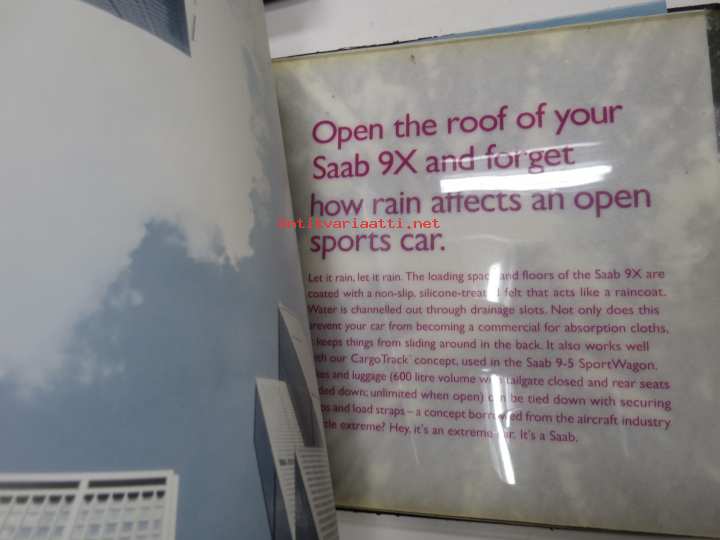 Open the roof of your
Saab 9X and forget
how rain affects an open
sports car.
antikvariaatti.net
Let it rain, let it rain. The loading space and floors of the Saab 9X are
coated with a non-slip, silicone-treated felt that acts like a raincoat.
Water is channelled out through drainage slots. Not only does this
prevent your car from becoming a commercial for absorption cloths,
it keeps things from sliding around in the back. It also works well
with our CargoTrack™ concept, used in the Saab 9-5 SportWagon.
and luggage (600 litre volume with tailgate closed and rear seats
down; unlimited when open) can be tied down with securing
and load straps – a concept borrowed from the aircraft industry
extreme? Hey, it's an extreme car. It's a Saab.